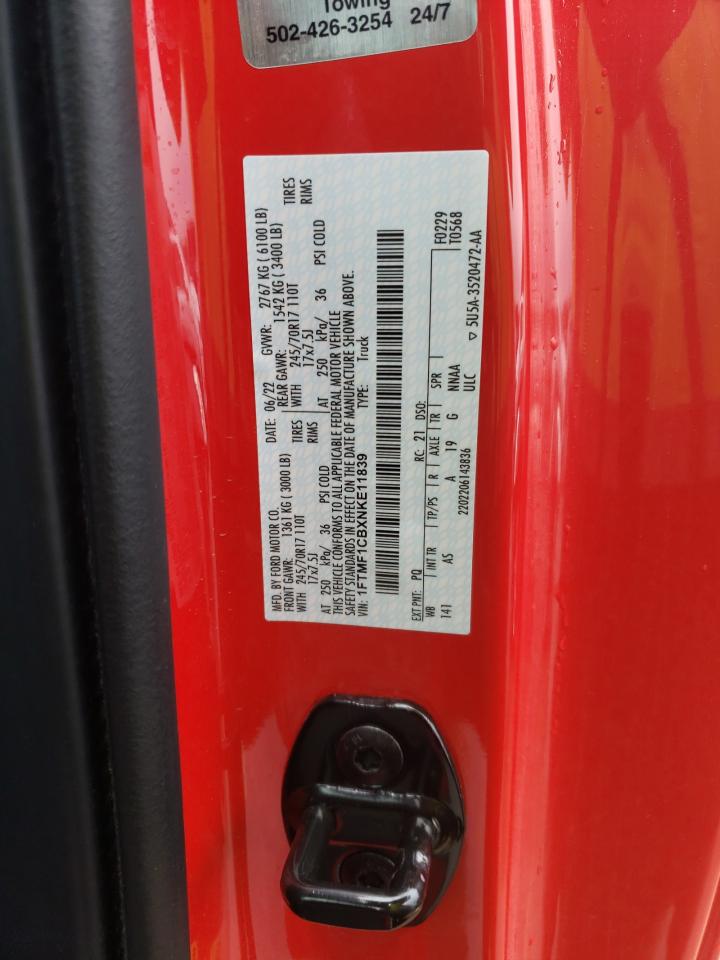 Towing
502-426-3254 24/7
MFD. BY FORD MOTOR CO. DATE: 06/22 GVWR: 2767 KG ( 6100 LB)
FRONT GAWR: 1361 KG ( 3000 LB) REAR GAWR: 1542 KG ( 3400 LB)
WITH 245/70R17 110T TIRES WITH 245/70R17 110T TIRES
17x7.5J RIMS 17x7.5J RIMS
AT 250 kPa/ 36 PSI COLD AT 250 kPa/ 36 PSI COLD
THIS VEHICLE CONFORMS TO ALL APPLICABLE FEDERAL MOTOR VEHICLE
SAFETY STANDARDS IN EFFECT ON THE DATE OF MANUFACTURE SHOWN ABOVE.
VIN: 1FTMF1CBXNKE11839 TYPE: Truck
F0229
T0568
EXT PNT: PQ RC: 21 DSO:
WB INT TR TP/PS R AXLE TR SPR
141 AS A 19 G NNAA
ULC
2202206143836
▽ 5U5A-3520472-AA